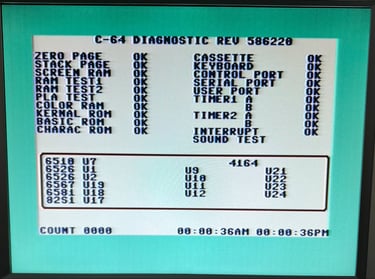 C-64 DIAGNOSTIC REV 586220
ZERO PAGE OK CASSETTE OK
STACK PAGE OK KEYBOARD OK
SCREEN RAM OK CONTROL PORT OK
RAM TEST1 OK SERIAL PORT OK
RAM TEST2 OK USER PORT OK
PLA TEST OK TIMER1 A OK
COLOR RAM OK B OK
KERNAL ROM OK TIMER2 A OK
BASIC ROM OK B OK
CHARAC ROM OK INTERRUPT OK
SOUND TEST
6510 U7 4164
6526 U1 U9 U21
6526 U2 U10 U22
6567 U19 U11 U23
6581 U18 U12 U24
82S1 U17
COUNT 0000 00:00:36AM 00:00:36PM